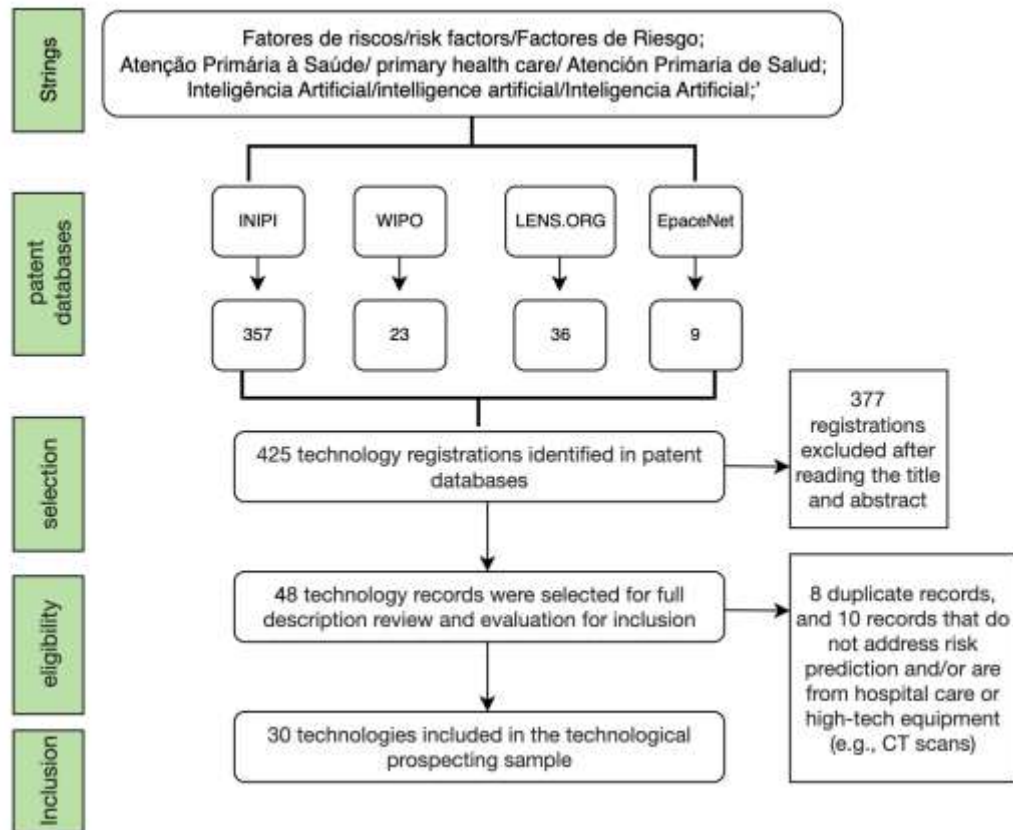 Strings
Fatores de riscos/risk factors/Factores de Riesgo;
Atenção Primária à Saúde/ primary health care/ Atención Primaria de Salud;
Inteligência Artificial/intelligence artificial/Inteligencia Artificial;'
patent
databases
INIPI
WIPO
LENS.ORG
EpaceNet
357
23
36
9
selection
425 technology registrations identified in patent
databases
377
registrations
excluded after
reading the title
and abstract
eligibility
48 technology records were selected for full
description review and evaluation for inclusion
8 duplicate records,
and 10 records that do
not address risk
prediction and/or are
from hospital care or
high-tech equipment
(e.g., CT scans)
Inclusion
30 technologies included in the technological
prospecting sample